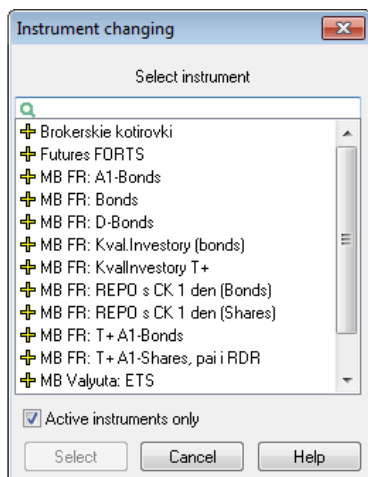 Instrument changing
Select instrument
Brokerskie kotirovki
Futures FORTS
MB FR: A1-Bonds
MB FR: Bonds
MB FR: D-Bonds
MB FR: Kval.Investory (bonds)
MB FR: KvalInvestory T+
MB FR: REPO s CK 1 den (Bonds)
MB FR: REPO s CK 1 den (Shares)
MB FR: T+ A1-Bonds
MB FR: T+ A1-Shares, pai i RDR
MB Valyuta: ETS
Active instruments only
Select Cancel Help